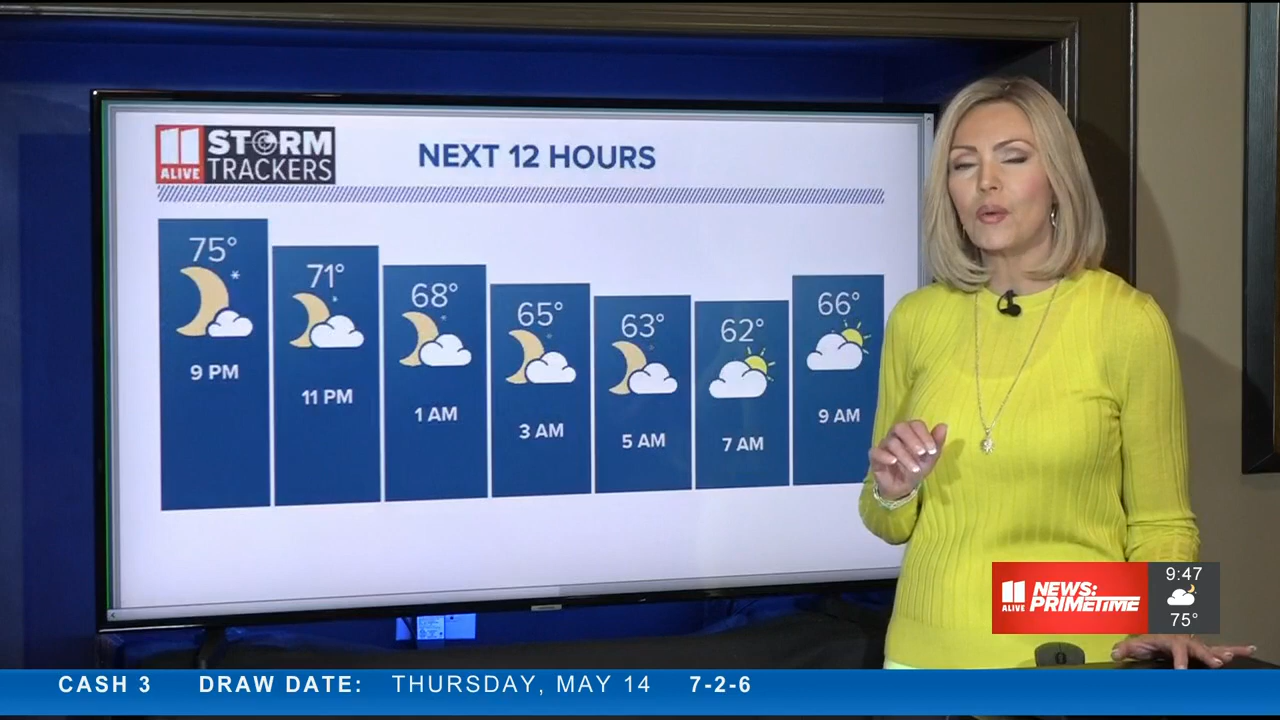 11 ALIVE STORM TRACKERS
NEXT 12 HOURS
75° 71° 68° 65° 63° 62° 66°
9 PM 11 PM 1 AM 3 AM 5 AM 7 AM 9 AM
11 ALIVE NEWS: PRIMETIME
9:47
75°
CASH 3 DRAW DATE: THURSDAY, MAY 14 7-2-6